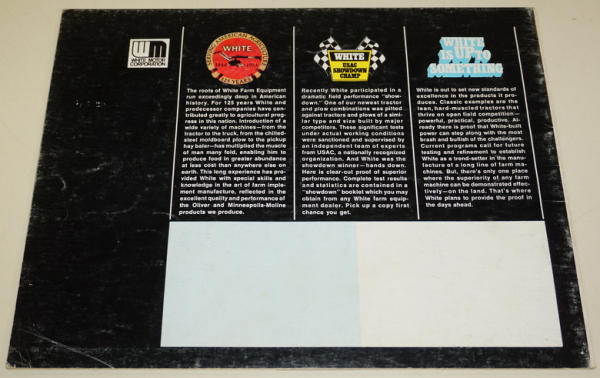 WM
WHITE MOTOR
CORPORATION
SERVING AMERICAN AGRICULTURE
WHITE
125 YEARS
The roots of White Farm Equipment
run exceedingly deep in American
history. For 125 years White and
predecessor companies have con-
tributed greatly to agricultural prog-
ress in this nation. Introduction of a
wide variety of machines—from the
tractor to the truck, from the chilled-
steel moldboard plow to the pickup
hay baler—has multiplied the muscle
of man many fold, enabling him to
produce food in greater abundance
at less cost than anywhere else on
earth. This long experience has pro-
vided White with special skills and
knowledge in the art of farm imple-
ment manufacture, reflected in the
excellent quality and performance of
the Oliver and Minneapolis-Moline
products we produce.
WHITE
USAC
SHOWDOWN
CHAMP
Recently White participated in a
dramatic field performance "show-
down." One of our newest tractor
and plow combinations was pitted
against tractors and plows of a simi-
lar type and size built by major
competitors. These significant tests
under actual working conditions
were sanctioned and supervised by
an independent team of experts
from USAC, a nationally recognized
organization. And White was the
showdown winner—hands down.
Here is clear-cut proof of superior
performance. Complete test results
and statistics are contained in a
"showdown" booklet which you may
obtain from any White farm equip-
ment dealer. Pick up a copy first
chance you get.
WHITE
IS UP TO
SOMETHING
White is out to set new standards of
excellence in the products it pro-
duces. Classic examples are the
lean, hard-muscled tractors that
thrive on open field competition—
powerful, practical, productive. Al-
ready there is proof that White-built
power can step along with the most
brash and bullish of the challengers.
Current programs call for future
testing and refinement to establish
White as a trend-setter in the manu-
facture of a long line of farm ma-
chines. But, there's only one place
where the superiority of any farm
machine can be demonstrated effec-
tively—on the land. That's where
White plans to provide the proof in
the days ahead.